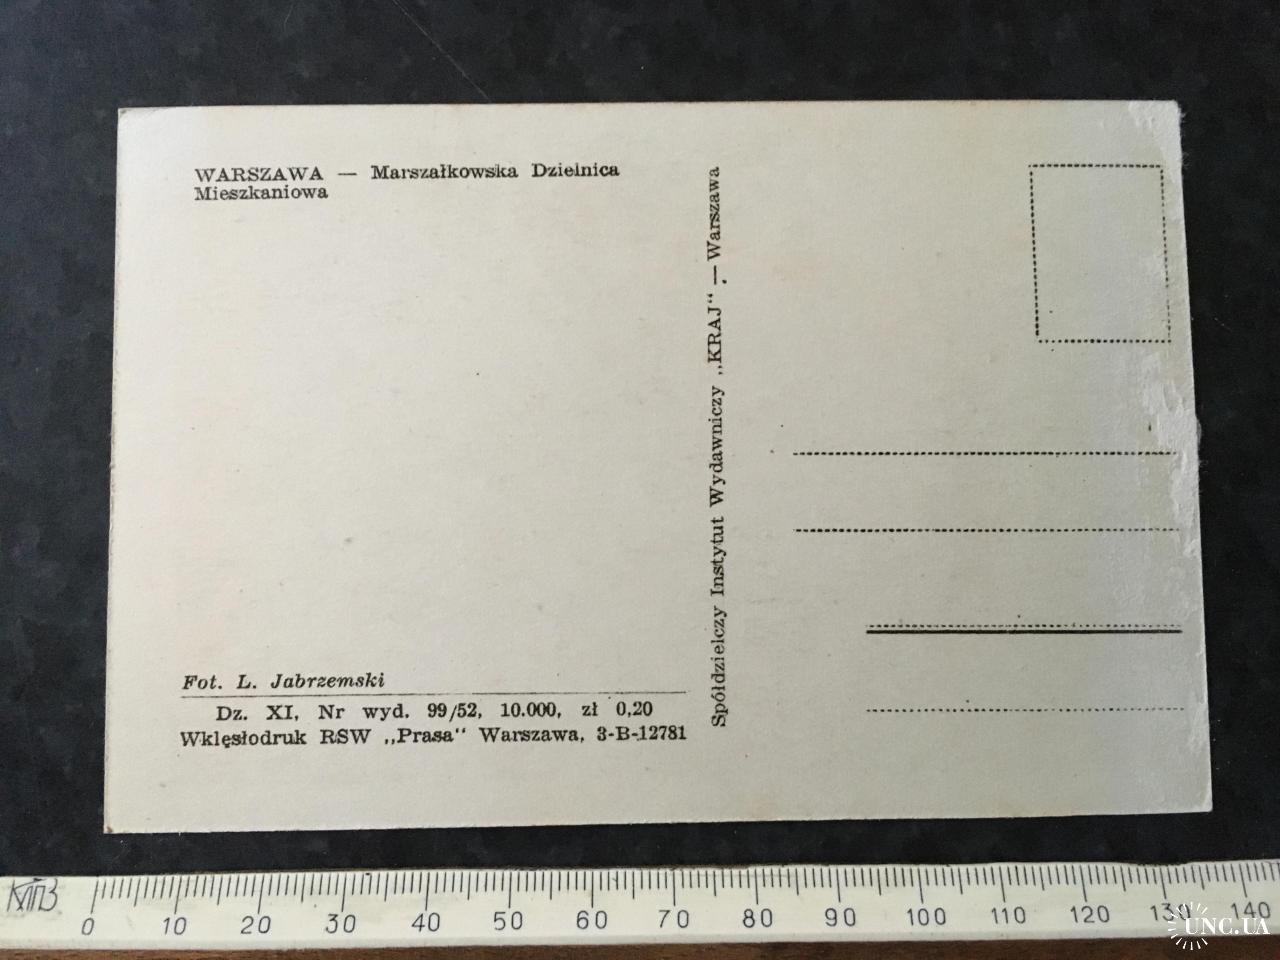 WARSZAWA — Marszałkowska Dzielnica
Mieszkaniowa
Spółdzielczy Instytut Wydawniczy „KRAJ" — Warszawa
Fot. L. Jabrzemski
Dz. XI, Nr wyd. 99/52, 10.000, zł 0,20
Wklęsłodruk RSW „Prasa" Warszawa, 3-B-12781
0 10 20 30 40 50 60 70 80 90 100 110 120 130 140
UNC.UA